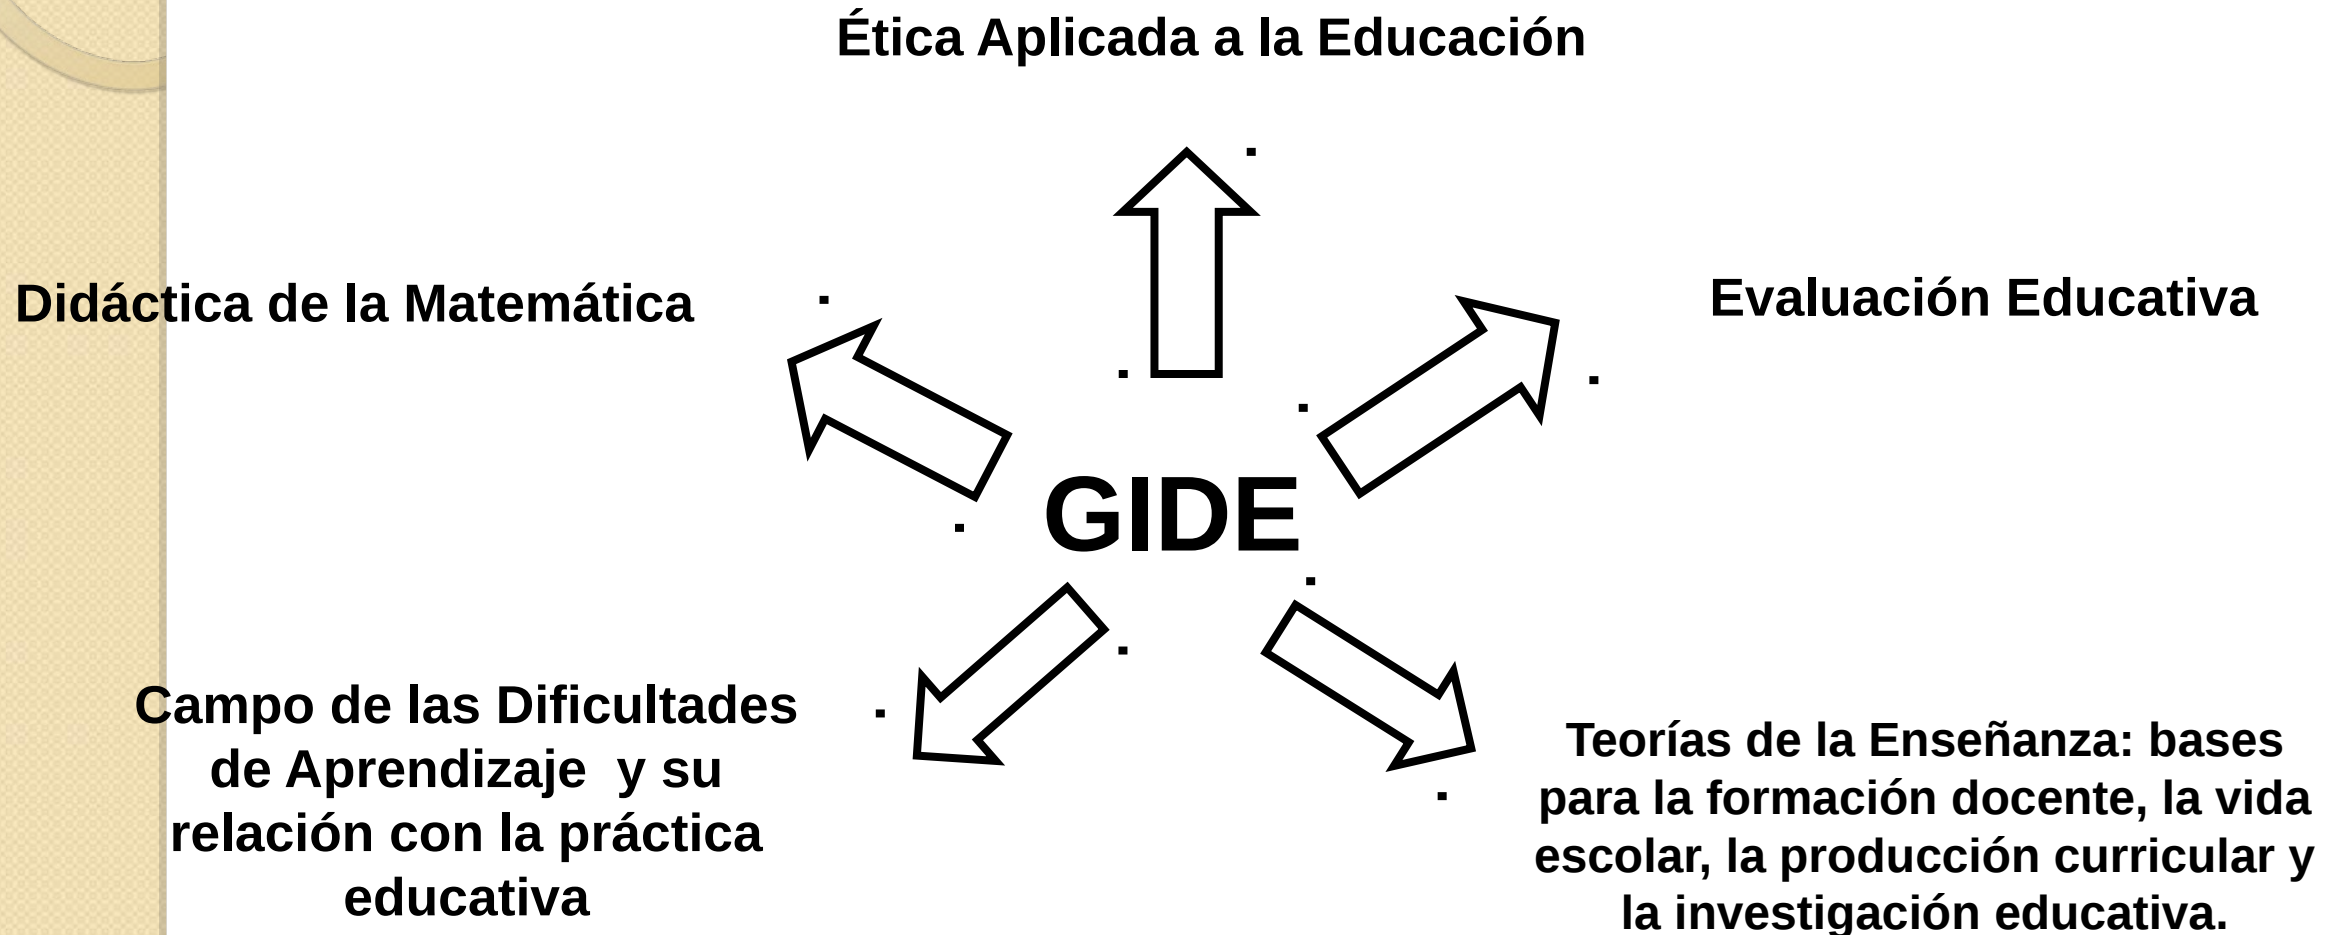 Ética Aplicada a la Educación
Didáctica de la Matemática
Evaluación Educativa
GIDE
Campo de las Dificultades
de Aprendizaje y su
relación con la práctica
educativa
Teorías de la Enseñanza: bases
para la formación docente, la vida
escolar, la producción curricular y
la investigación educativa.